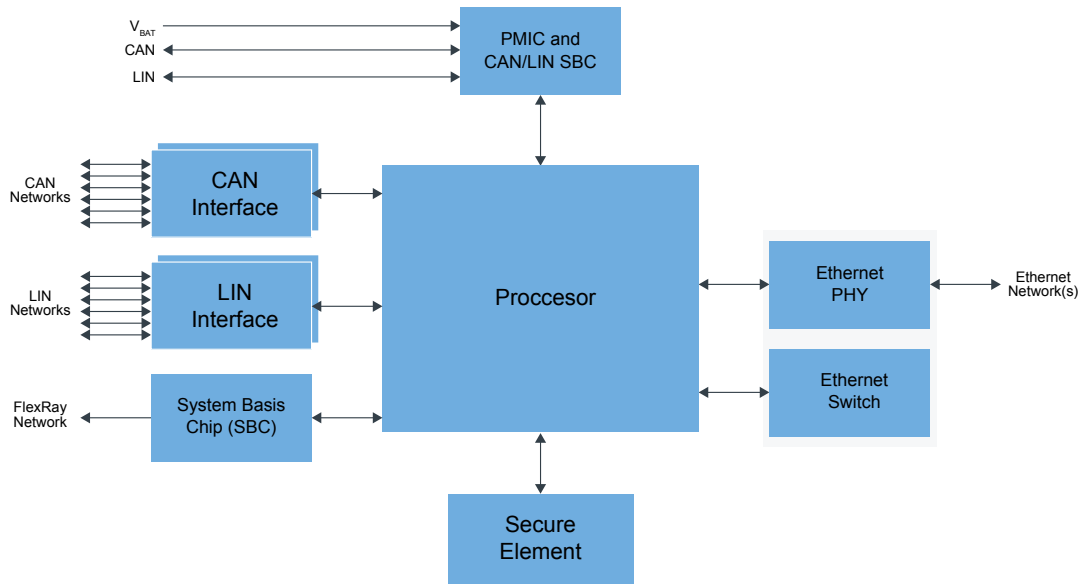 VBAT
CAN
LIN
PMIC and
CAN/LIN SBC
CAN
Networks
CAN
Interface
LIN
Networks
LIN
Interface
FlexRay
Network
System Basis
Chip (SBC)
Proccesor
Ethernet
PHY
Ethernet
Network(s)
Ethernet
Switch
Secure
Element